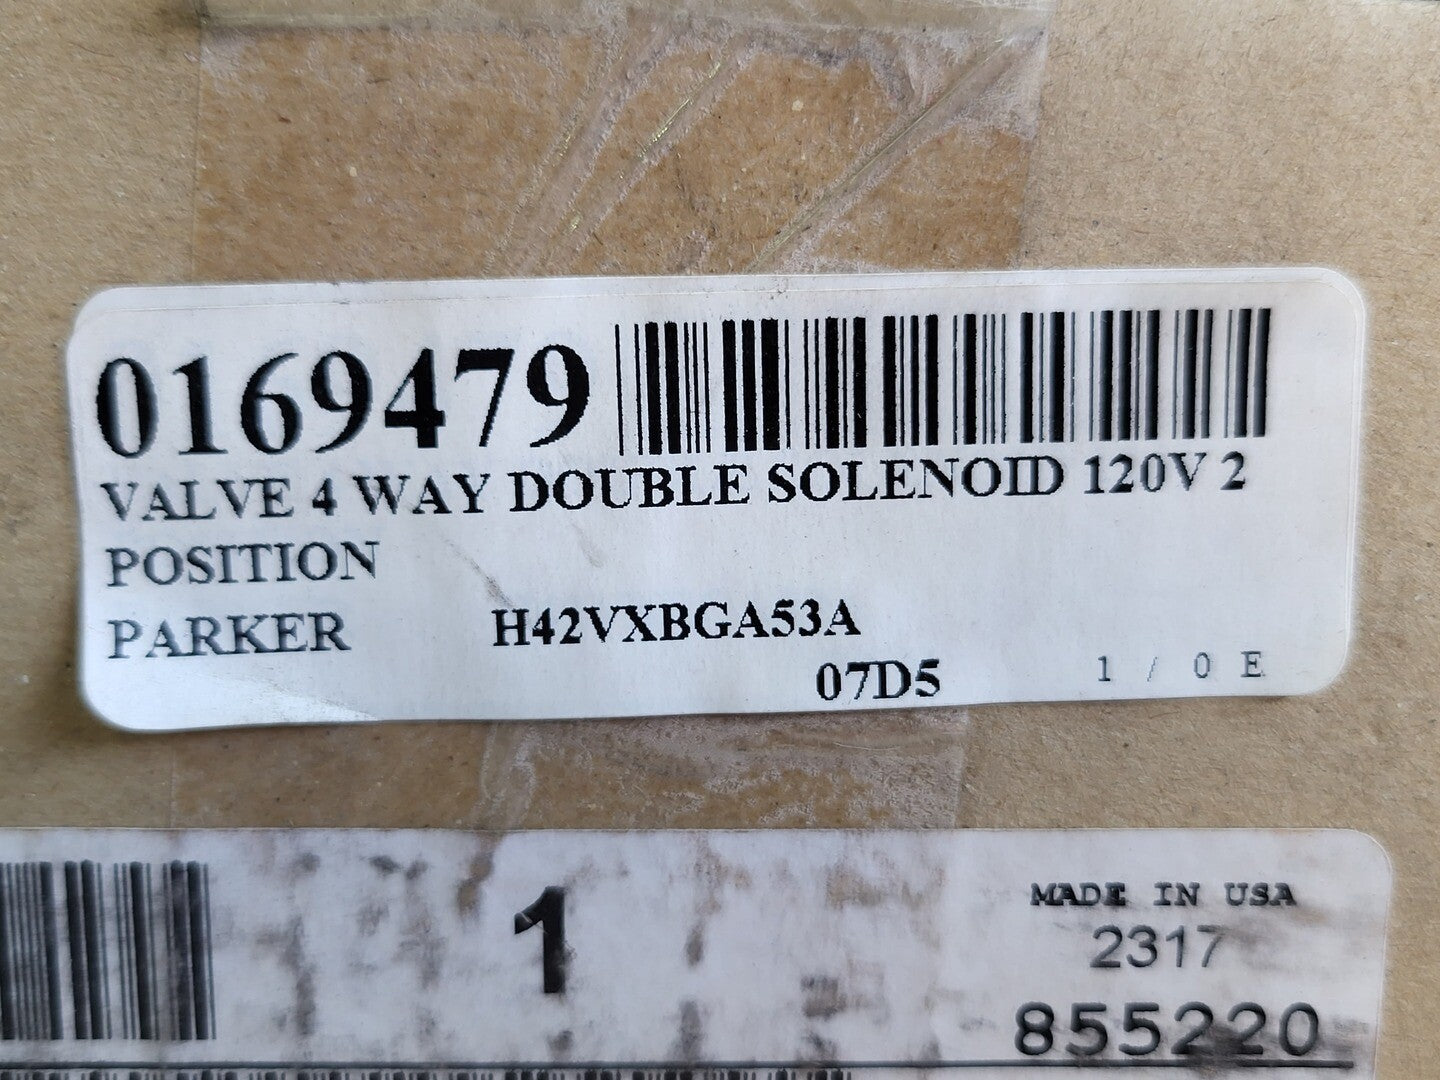 0169479
VALVE 4 WAY DOUBLE SOLENOID 120V 2
POSITION
PARKER H42VXBGA53A
07D5 1 / 0 E
1
MADE IN USA
2317
855220